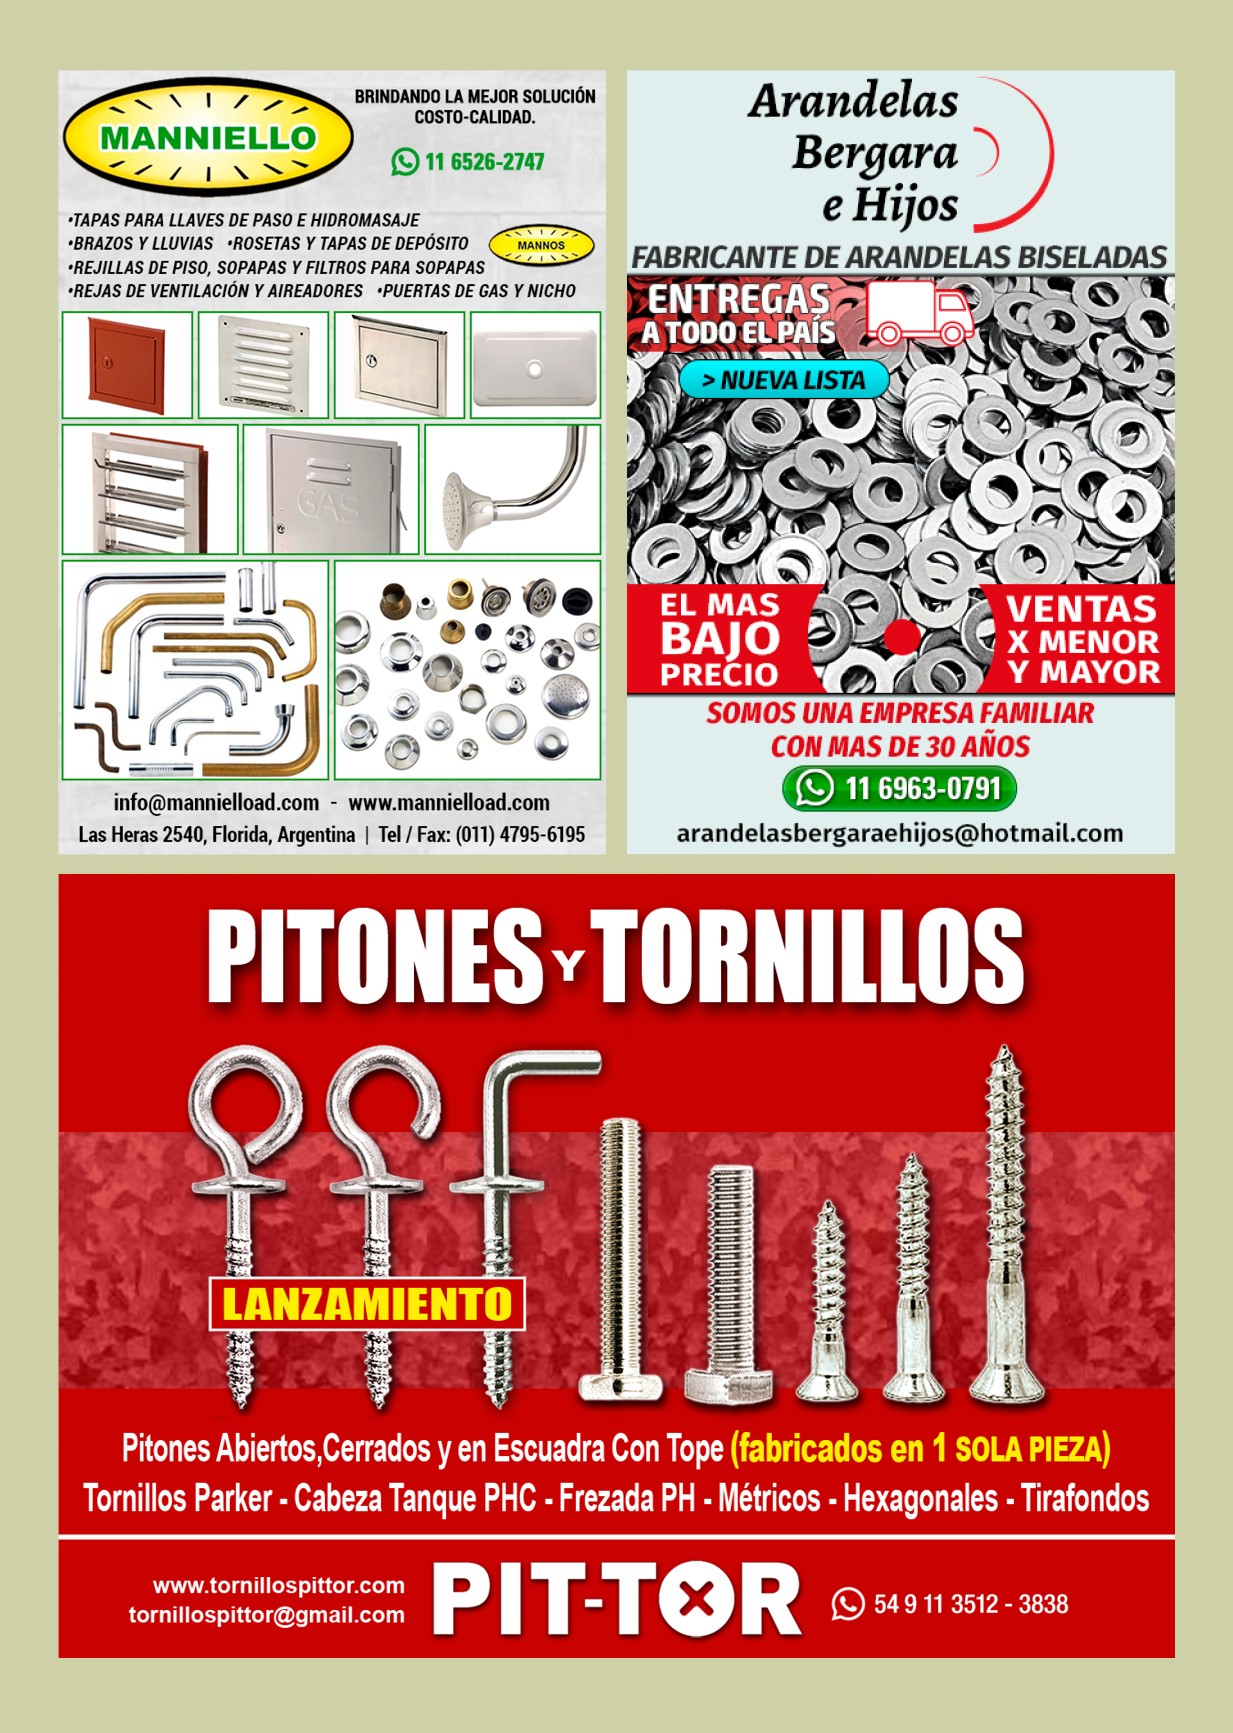 MANNIELLO
BRINDANDO LA MEJOR SOLUCIÓN
COSTO-CALIDAD.
11 6526-2747
•TAPAS PARA LLAVES DE PASO E HIDROMASAJE
•BRAZOS Y LLUVIAS •ROSETAS Y TAPAS DE DEPÓSITO
MANNOS
•REJILLAS DE PISO, SOPAPAS Y FILTROS PARA SOPAPAS
•REJAS DE VENTILACIÓN Y AIREADORES •PUERTAS DE GAS Y NICHO
GAS
info@mannielload.com - www.mannielload.com
Las Heras 2540, Florida, Argentina | Tel / Fax: (011) 4795-6195
Arandelas
Bergara
e Hijos
FABRICANTE DE ARANDELAS BISELADAS
ENTREGAS
A TODO EL PAÍS
> NUEVA LISTA
EL MAS
BAJO
PRECIO
VENTAS
X MENOR
Y MAYOR
SOMOS UNA EMPRESA FAMILIAR
CON MAS DE 30 AÑOS
11 6963-0791
arandelasbergaraehijos@hotmail.com
PITONES Y TORNILLOS
LANZAMIENTO
Pitones Abiertos,Cerrados y en Escuadra Con Tope (fabricados en 1 SOLA PIEZA)
Tornillos Parker - Cabeza Tanque PHC - Frezada PH - Métricos - Hexagonales - Tirafondos
www.tornillospittor.com
tornillospittor@gmail.com
PIT-TOR
54 9 11 3512 - 3838